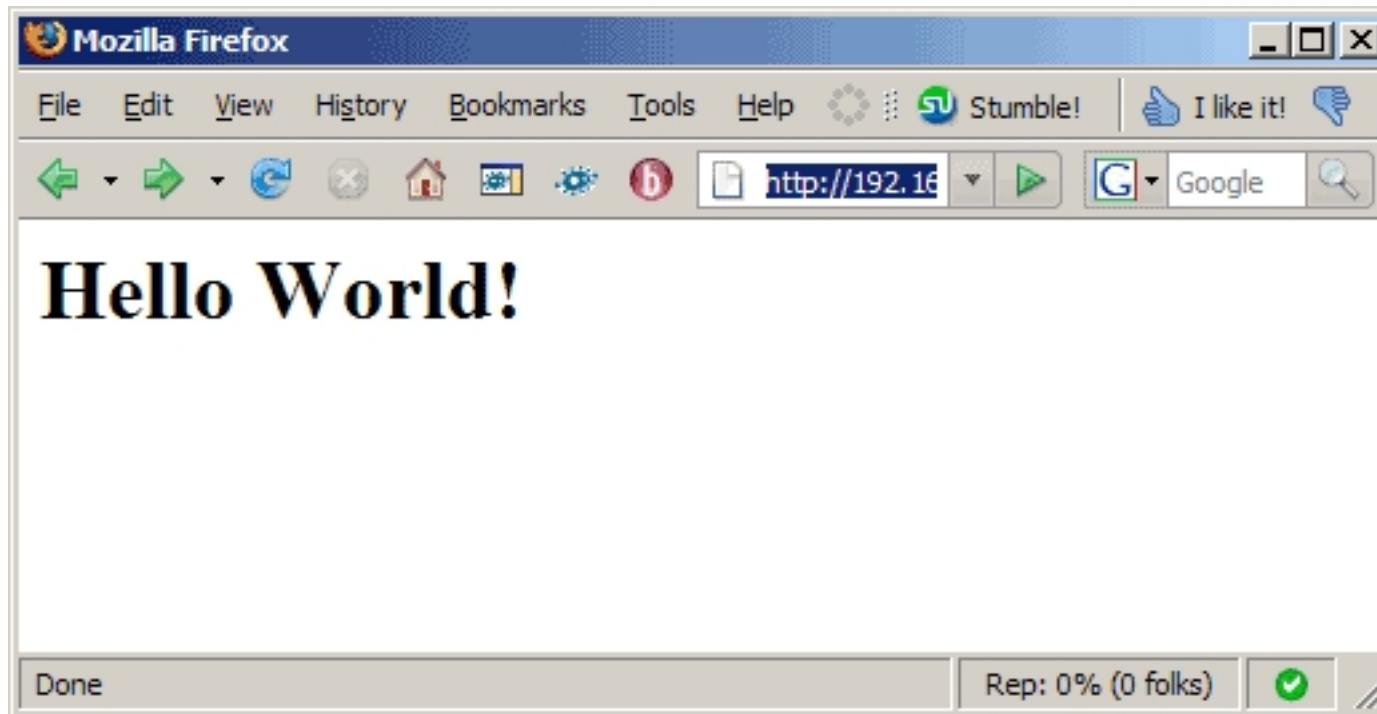 Mozilla Firefox
File Edit View History Bookmarks Tools Help Stumble! I like it!
http://192.16 Google
Hello World!
Done Rep: 0% (0 folks)